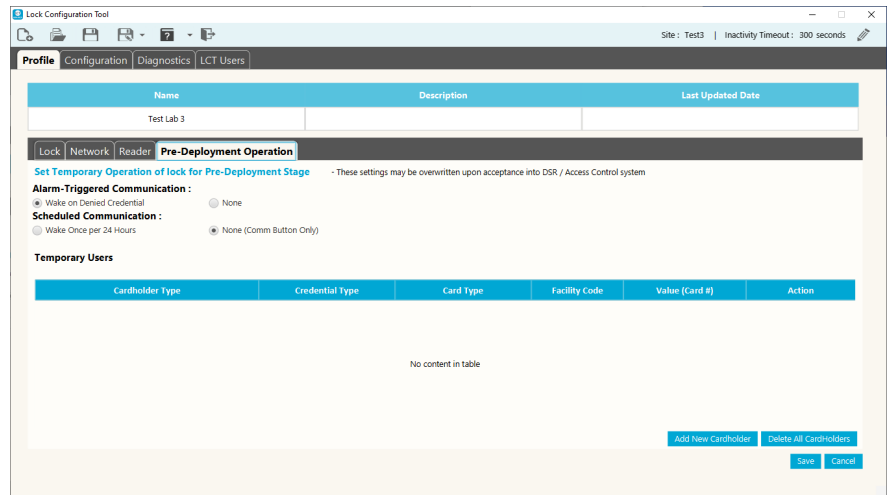 Lock Configuration Tool
Site : Test3 | Inactivity Timeout : 300 seconds
Profile Configuration Diagnostics LCT Users
Name Description Last Updated Date
Test Lab 3
Lock Network Reader Pre-Deployment Operation
Set Temporary Operation of lock for Pre-Deployment Stage - These settings may be overwritten upon acceptance into DSR / Access Control system
Alarm-Triggered Communication :
Wake on Denied Credential None
Scheduled Communication :
Wake Once per 24 Hours None (Comm Button Only)
Temporary Users
Cardholder Type Credential Type Card Type Facility Code Value (Card #) Action
No content in table
Add New Cardholder Delete All CardHolders
Save Cancel